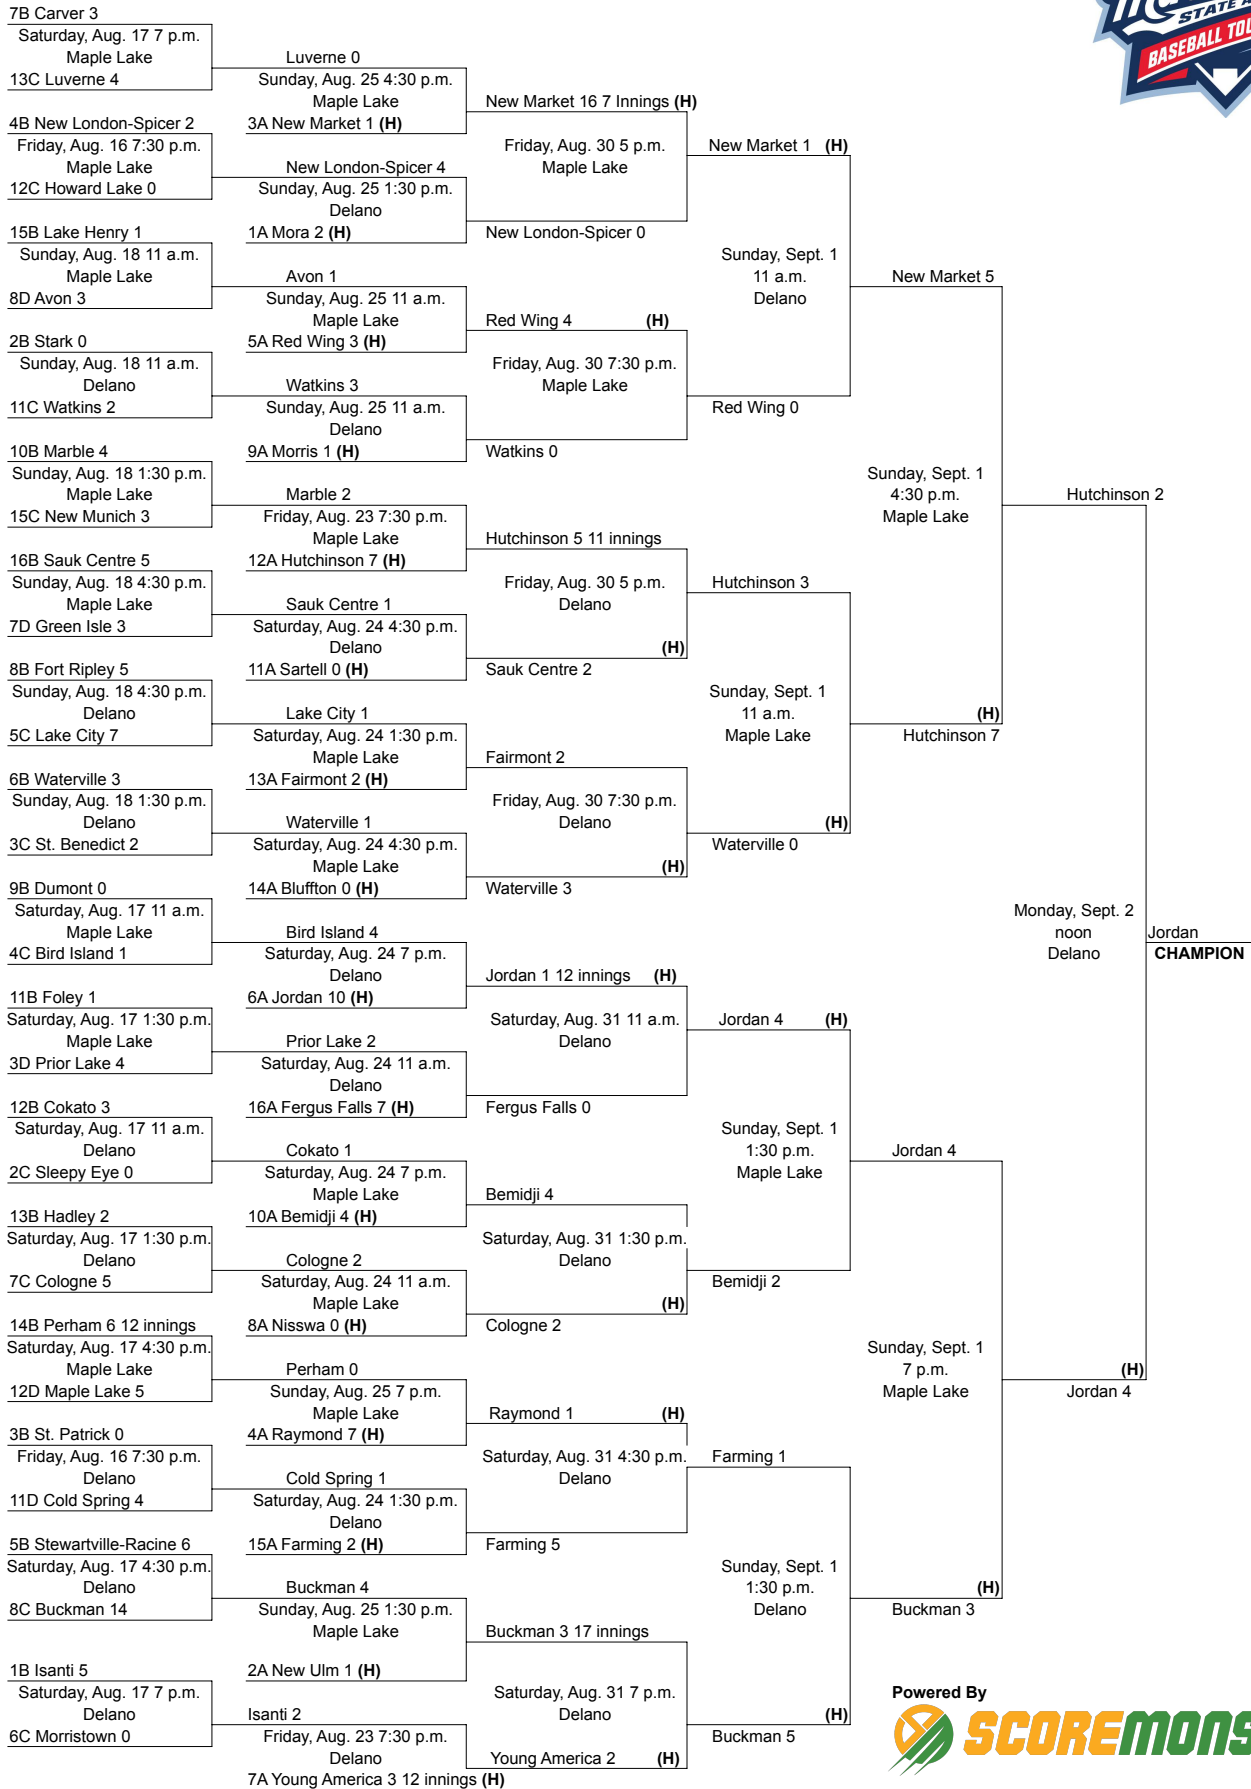 7B Carver 3
Saturday, Aug. 17 7 p.m.
Maple Lake
13C Luverne 4
4B New London-Spicer 2
Friday, Aug. 16 7:30 p.m.
Maple Lake
12C Howard Lake 0
15B Lake Henry 1
Sunday, Aug. 18 11 a.m.
Maple Lake
8D Avon 3
2B Stark 0
Sunday, Aug. 18 11 a.m.
Delano
11C Watkins 2
10B Marble 4
Sunday, Aug. 18 1:30 p.m.
Maple Lake
15C New Munich 3
16B Sauk Centre 5
Sunday, Aug. 18 4:30 p.m.
Maple Lake
7D Green Isle 3
8B Fort Ripley 5
Sunday, Aug. 18 4:30 p.m.
Delano
5C Lake City 7
6B Waterville 3
Sunday, Aug. 18 1:30 p.m.
Delano
3C St. Benedict 2
9B Dumont 0
Saturday, Aug. 17 11 a.m.
Maple Lake
4C Bird Island 1
11B Foley 1
Saturday, Aug. 17 1:30 p.m.
Maple Lake
3D Prior Lake 4
12B Cokato 3
Saturday, Aug. 17 11 a.m.
Delano
2C Sleepy Eye 0
13B Hadley 2
Saturday, Aug. 17 1:30 p.m.
Delano
7C Cologne 5
14B Perham 6 12 innings
Saturday, Aug. 17 4:30 p.m.
Maple Lake
12D Maple Lake 5
3B St. Patrick 0
Friday, Aug. 16 7:30 p.m.
Delano
11D Cold Spring 4
5B Stewartville-Racine 6
Saturday, Aug. 17 4:30 p.m.
Delano
8C Buckman 14
1B Isanti 5
Saturday, Aug. 17 7 p.m.
Delano
6C Morristown 0
Luverne 0
Sunday, Aug. 25 4:30 p.m.
Maple Lake
3A New Market 1 (H)
New London-Spicer 4
Sunday, Aug. 25 1:30 p.m.
Delano
1A Mora 2 (H)
Avon 1
Sunday, Aug. 25 11 a.m.
Maple Lake
5A Red Wing 3 (H)
Watkins 3
Sunday, Aug. 25 11 a.m.
Delano
9A Morris 1 (H)
Marble 2
Friday, Aug. 23 7:30 p.m.
Maple Lake
12A Hutchinson 7 (H)
Sauk Centre 1
Saturday, Aug. 24 4:30 p.m.
Delano
11A Sartell 0 (H)
Lake City 1
Saturday, Aug. 24 1:30 p.m.
Maple Lake
13A Fairmont 2 (H)
Waterville 1
Saturday, Aug. 24 4:30 p.m.
Maple Lake
14A Bluffton 0 (H)
Bird Island 4
Saturday, Aug. 24 7 p.m.
Delano
6A Jordan 10 (H)
Prior Lake 2
Saturday, Aug. 24 11 a.m.
Delano
16A Fergus Falls 7 (H)
Cokato 1
Saturday, Aug. 24 7 p.m.
Maple Lake
10A Bemidji 4 (H)
Cologne 2
Saturday, Aug. 24 11 a.m.
Maple Lake
8A Nisswa 0 (H)
Perham 0
Sunday, Aug. 25 7 p.m.
Maple Lake
4A Raymond 7 (H)
Cold Spring 1
Saturday, Aug. 24 1:30 p.m.
Delano
15A Farming 2 (H)
Buckman 4
Sunday, Aug. 25 1:30 p.m.
Maple Lake
2A New Ulm 1 (H)
Isanti 2
Friday, Aug. 23 7:30 p.m.
Delano
7A Young America 3 12 innings (H)
New Market 16 7 Innings (H)
Friday, Aug. 30 5 p.m.
Maple Lake
New London-Spicer 0
Red Wing 4 (H)
Friday, Aug. 30 7:30 p.m.
Maple Lake
Watkins 0
Hutchinson 5 11 innings
Friday, Aug. 30 5 p.m.
Delano
(H)
Sauk Centre 2
Fairmont 2
Friday, Aug. 30 7:30 p.m.
Delano
(H)
Waterville 3
Jordan 1 12 innings (H)
Saturday, Aug. 31 11 a.m.
Delano
Fergus Falls 0
Bemidji 4
Saturday, Aug. 31 1:30 p.m.
Delano
(H)
Cologne 2
Raymond 1 (H)
Saturday, Aug. 31 4:30 p.m.
Delano
Farming 5
Buckman 3 17 innings
Saturday, Aug. 31 7 p.m.
Delano
Young America 2 (H)
New Market 1 (H)
Sunday, Sept. 1
11 a.m.
Delano
Red Wing 0
Hutchinson 3
Sunday, Sept. 1
11 a.m.
Maple Lake
(H)
Waterville 0
Jordan 4 (H)
Sunday, Sept. 1
1:30 p.m.
Maple Lake
Bemidji 2
Farming 1
Sunday, Sept. 1
1:30 p.m.
Delano
(H)
Buckman 5
New Market 5
Sunday, Sept. 1
4:30 p.m.
Maple Lake
(H)
Hutchinson 7
Jordan 4
Sunday, Sept. 1
7 p.m.
Maple Lake
(H)
Buckman 3
Hutchinson 2
Monday, Sept. 2
noon
Delano
(H)
Jordan 4
Jordan
CHAMPION
STATE A
BASEBALL TOU
Powered By
SCOREMONS